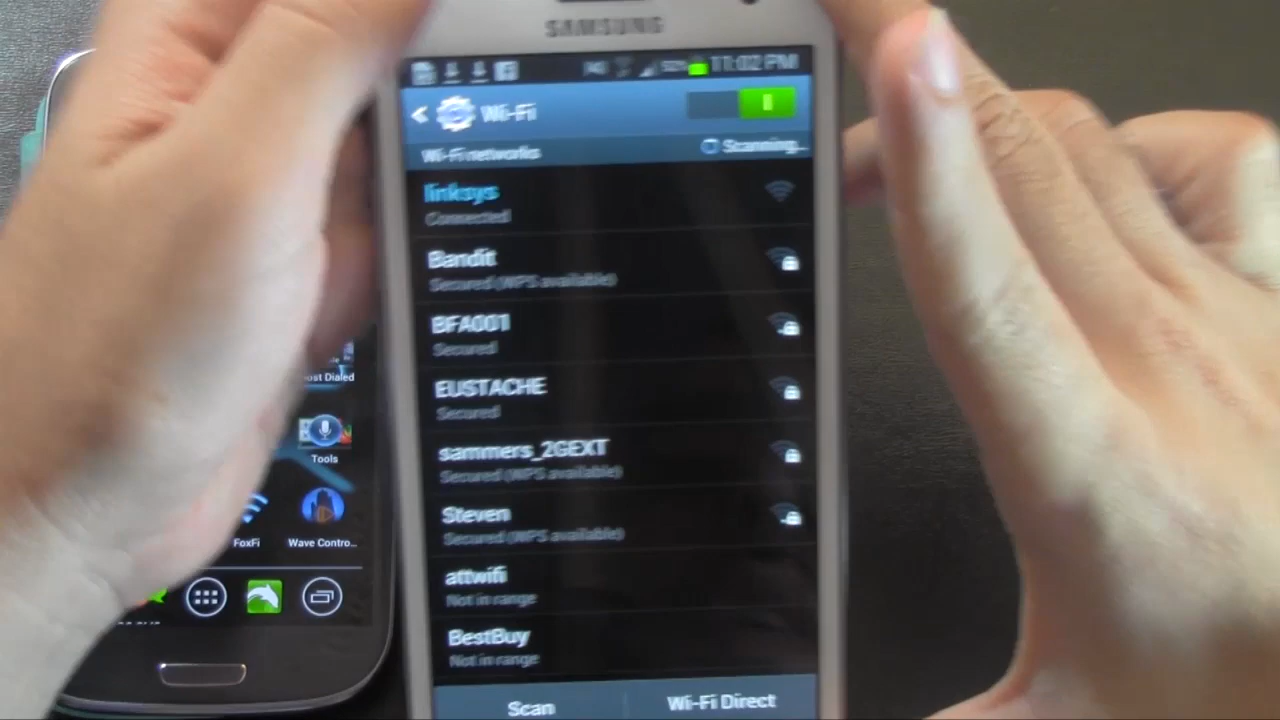 SAMSUNG
11:02 PM
Wi-Fi
Wi-Fi networks
Scanning...
linksys
Connected
Bandit
Secured (WPS available)
BFA001
Secured
EUSTACHE
Secured
sammers_2GEXT
Secured (WPS available)
Steven
Secured (WPS available)
attwifi
Not in range
BestBuy
Not in range
Scan
Wi-Fi Direct
ost Dialed
Tools
FoxFi
Wave Contro...